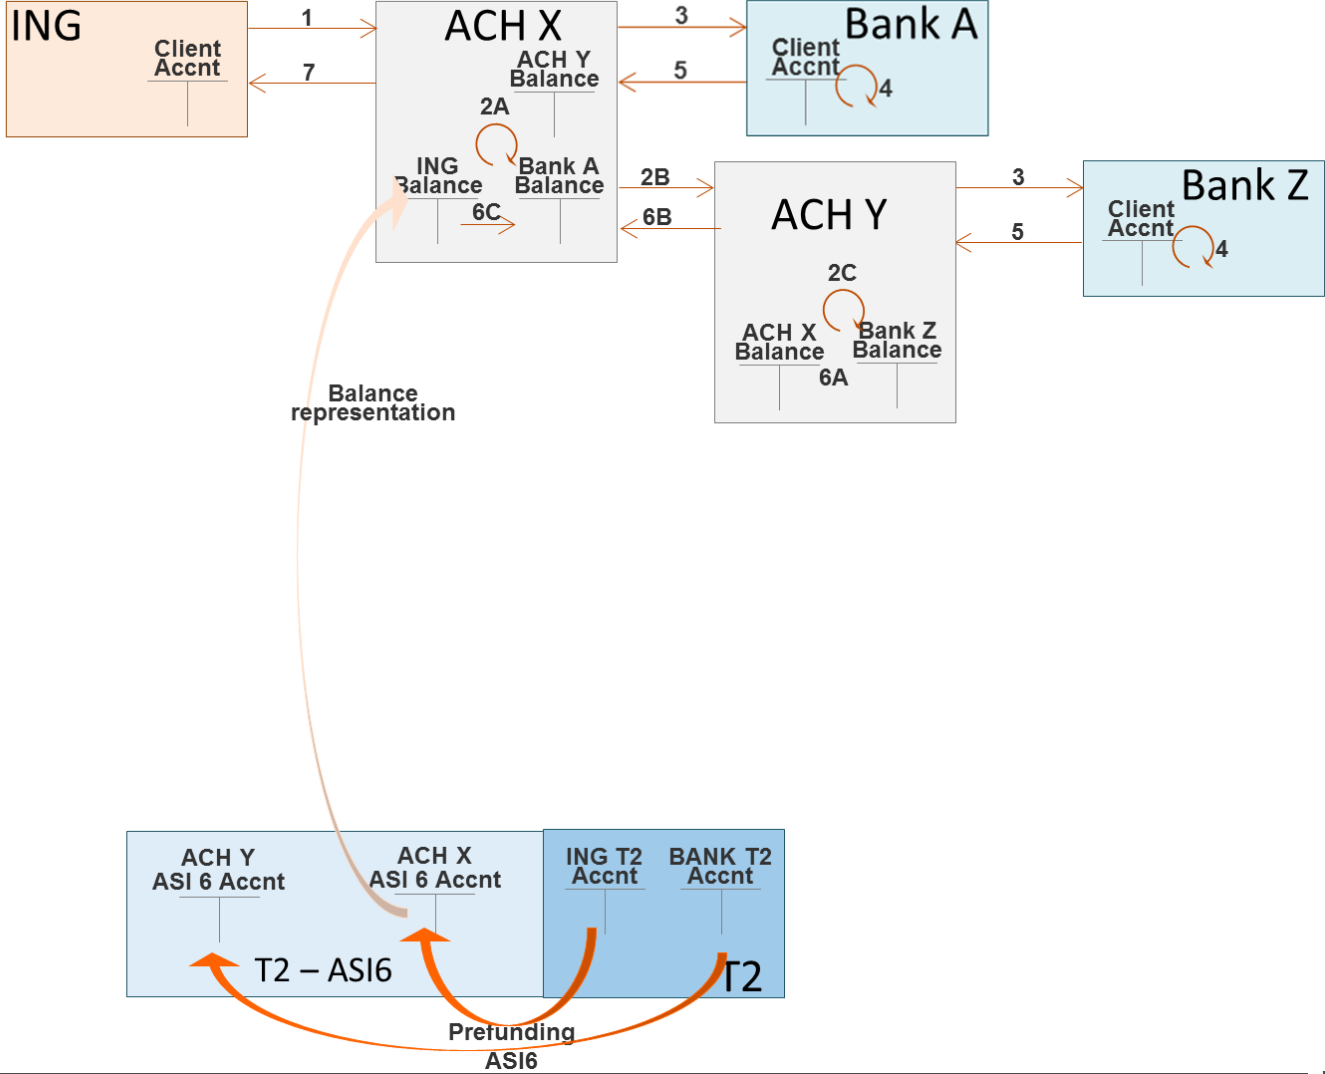 ING
1
ACH X
3
Bank A
Client
Accnt
7
ACH Y
Balance
5
Client
Accnt
4
2A
ING
Balance
Bank A
Balance
2B
6C
6B
ACH Y
3
Bank Z
Client
Accnt
5
4
2C
ACH X
Balance
Bank Z
Balance
6A
Balance
representation
ACH Y
ASI 6 Accnt
ACH X
ASI 6 Accnt
ING T2
Accnt
BANK T2
Accnt
T2 – ASI6
T2
Prefunding
ASI6